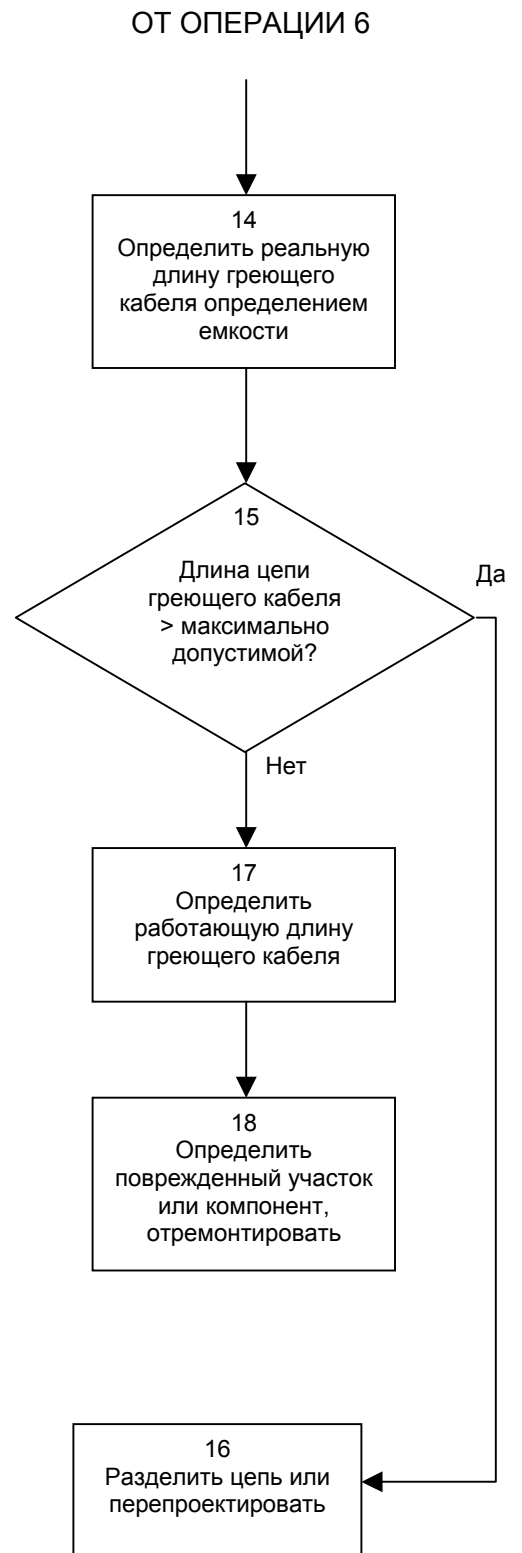 ОТ ОПЕРАЦИИ 6
14
Определить реальную
длину греющего
кабеля определением
емкости
15
Длина цепи
греющего кабеля
> максимально
допустимой?
Да
Нет
17
Определить
работающую длину
греющего кабеля
18
Определить
поврежденный участок
или компонент,
отремонтировать
16
Разделить цепь или
перепроектировать